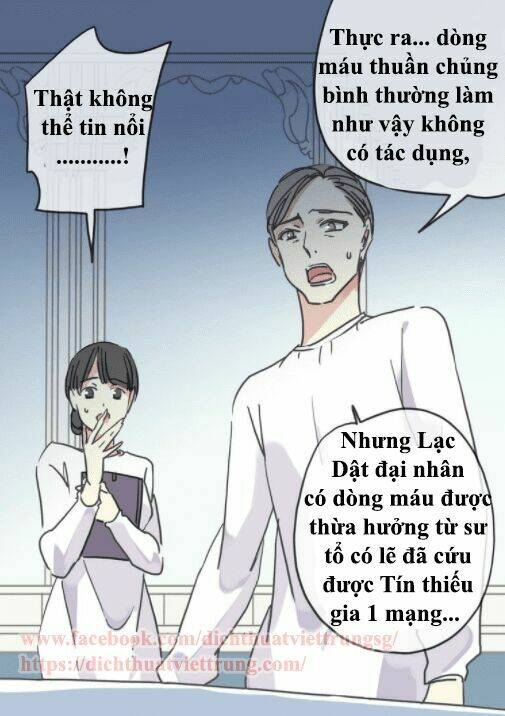 Thực ra... dòng
máu thuần chủng
bình thường làm
như vậy không
có tác dụng,
Thật không
thể tin nổi
............!
Nhưng Lạc
Dật đại nhân
có dòng máu được
thừa hưởng từ sư
tổ có lẽ đã cứu
được Tín thiếu
gia 1 mạng...
www.facebook.com/dichthuatviettrungsg/
https://dichthuatviettrung.com/